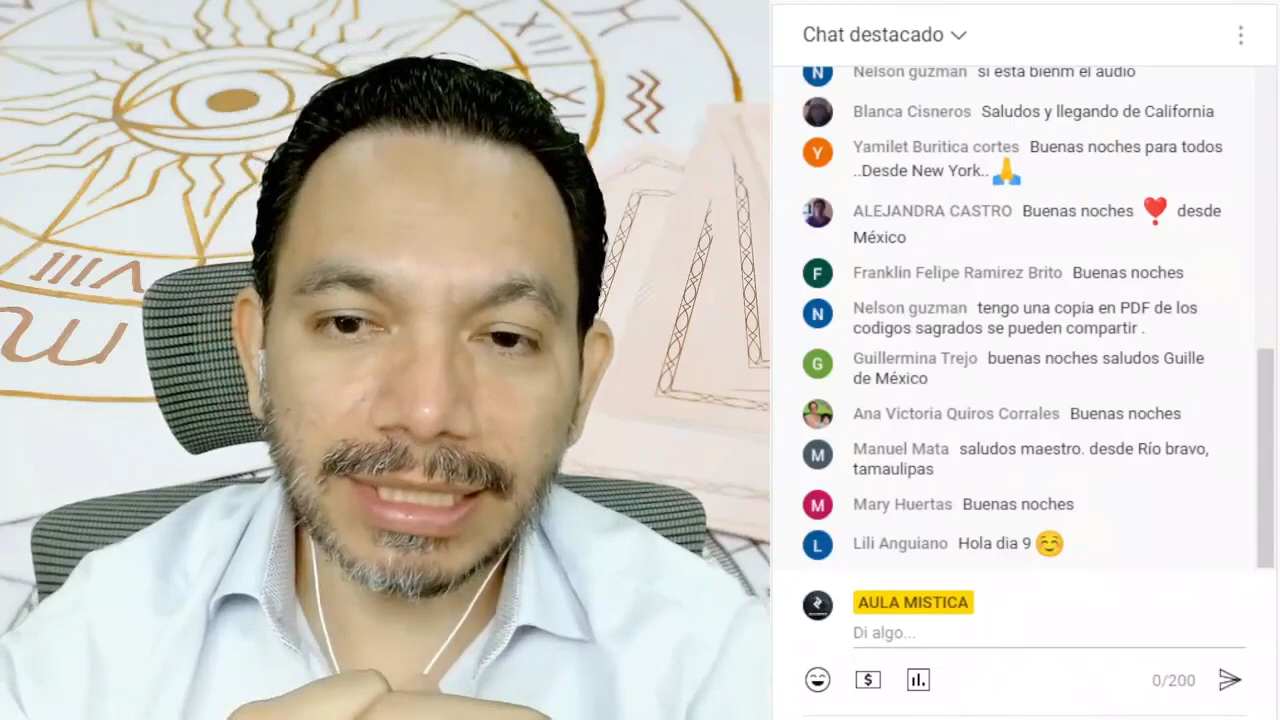 XII
VIII
Chat destacado
Nelson guzman si esta bienm el audio
Blanca Cisneros Saludos y llegando de California
Yamilet Buritica cortes Buenas noches para todos
..Desde New York..
ALEJANDRA CASTRO Buenas noches desde
México
Franklin Felipe Ramirez Brito Buenas noches
Nelson guzman tengo una copia en PDF de los
codigos sagrados se pueden compartir .
Guillermina Trejo buenas noches saludos Guille
de México
Ana Victoria Quiros Corrales Buenas noches
Manuel Mata saludos maestro. desde Río bravo,
tamaulipas
Mary Huertas Buenas noches
Lili Anguiano Hola dia 9
AULA MISTICA
Di algo...
0/200